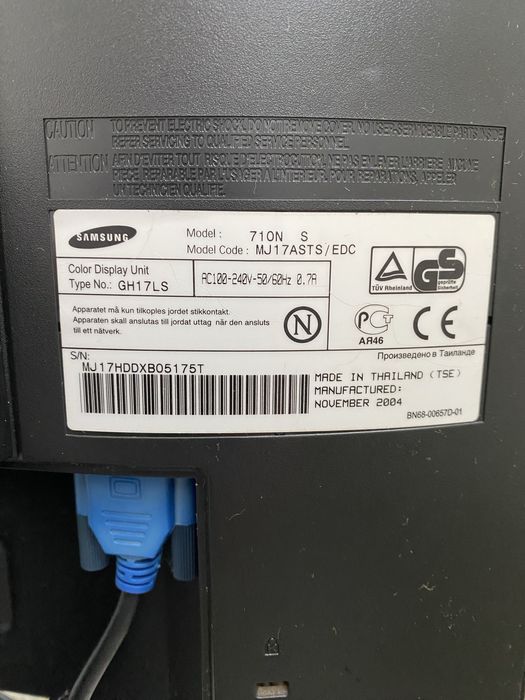 CAUTION TO PREVENT ELECTRIC SHOCK, DO NOT REMOVE COVER, NO USER-SERVICEABLE PARTS INSIDE
REFER SERVICING TO QUALIFIED SERVICE PERSONNEL.
ATTENTION AFIN D'EVITER TOUT RISQUE D'ELECTROCUTION, NE PAS ENLEVER L'ARRIERE. AUCUNE
PIECE REPARABLE PAR L'USAGER A L'INTERIEUR. POUR REPARATIONS, APPELER
UN TECHNICIEN QUALIFIE.
SAMSUNG
Model : 710N S
Model Code : MJ17ASTS/EDC
Color Display Unit
Type No.: GH17LS
AC100-240V~50/60Hz 0.7A
TÜV Rheinland
GS
geprüfte
Sicherheit
Apparatet må kun tilkoples jordet stikkontakt.
Apparaten skall anslutas till jordat uttag när den ansluts
till ett nätverk.
N
АЯ46
CE
Произведено в Таиланде
S/N:
MJ17HDDXB05175T
MADE IN THAILAND (TSE)
MANUFACTURED:
NOVEMBER 2004
BN68-00657D-01